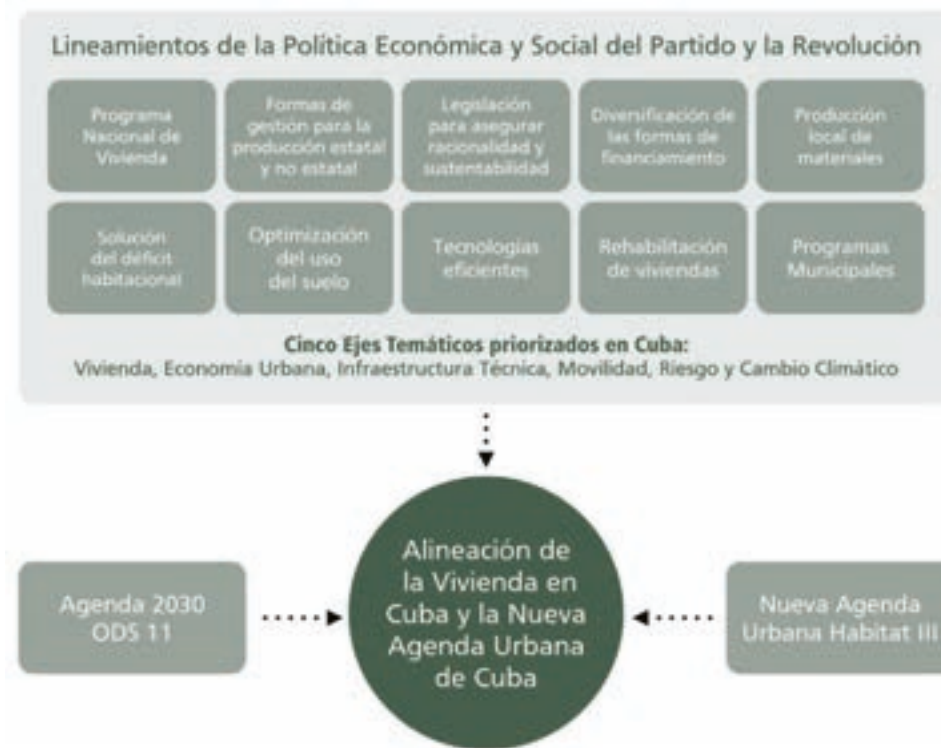 Lineamientos de la Política Económica y Social del Partido y la Revolución
Programa
Nacional de
Vivienda
Formas de
gestión para la
producción estatal
y no estatal
Legislación
para asegurar
racionalidad y
sustentabilidad
Diversificación de
las formas de
financiamiento
Producción
local de
materiales
Solución
del déficit
habitacional
Optimización
del uso
del suelo
Tecnologías
eficientes
Rehabilitación
de viviendas
Programas
Municipales
Cinco Ejes Temáticos priorizados en Cuba:
Vivienda, Economía Urbana, Infraestructura Técnica, Movilidad, Riesgo y Cambio Climático
Agenda 2030
ODS 11
Alineación de
la Vivienda en
Cuba y la Nueva
Agenda Urbana
de Cuba
Nueva Agenda
Urbana Habitat III